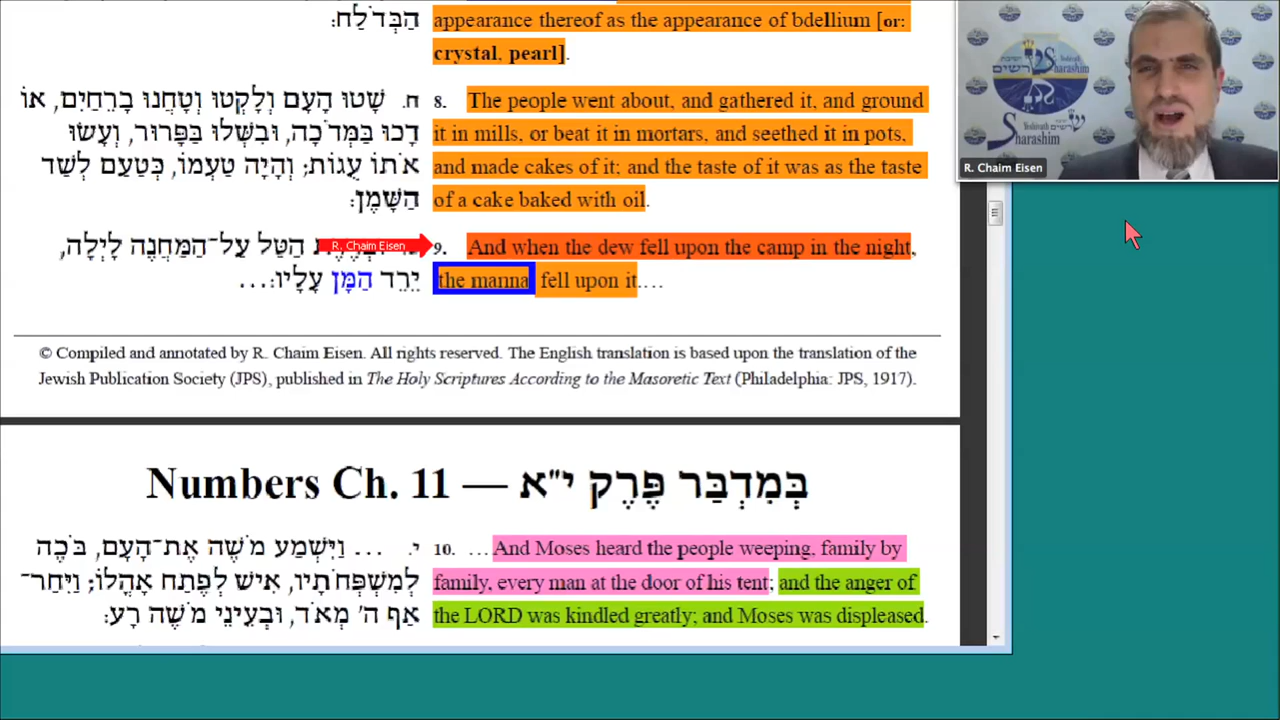 הַבְּדֹלַח:
appearance thereof as the appearance of bdellium [or:
crystal, pearl].
ח. שָׁטוּ הָעָם וְלָקְטוּ וְטָחֲנוּ בָרֵחַיִם, אוֹ
דָכוּ בַּמְּדֹכָה, וּבִשְּׁלוּ בַּפָּרוּר, וְעָשׂוּ
אֹתוֹ עֻגוֹת; וְהָיָה טַעְמוֹ, כְּטַעַם לְשַׁד
הַשָּׁמֶן:
8. The people went about, and gathered it, and ground
it in mills, or beat it in mortars, and seethed it in pots,
and made cakes of it; and the taste of it was as the taste
of a cake baked with oil.
הַטַּל עַל־הַמַּחֲנֶה לָיְלָה,
יֵרֵד הַמָּן עָלָיו:...
R. Chaim Eisen
9. And when the dew fell upon the camp in the night,
the manna fell upon it....
© Compiled and annotated by R. Chaim Eisen. All rights reserved. The English translation is based upon the translation of the
Jewish Publication Society (JPS), published in The Holy Scriptures According to the Masoretic Text (Philadelphia: JPS, 1917).
Numbers Ch. 11 — בְּמִדְבַּר פֶּרֶק י״א
י. ... וַיִּשְׁמַע מֹשֶׁה אֶת־הָעָם, בֹּכֶה
לְמִשְׁפְּחֹתָיו, אִישׁ לְפֶתַח אָהֳלוֹ; וַיִּחַר־
אַף ה׳ מְאֹד, וּבְעֵינֵי מֹשֶׁה רָע:
10. ...And Moses heard the people weeping, family by
family, every man at the door of his tent; and the anger of
the LORD was kindled greatly; and Moses was displeased.
Sharashim
שרשים
Yeshivath
Sharashim
R. Chaim Eisen